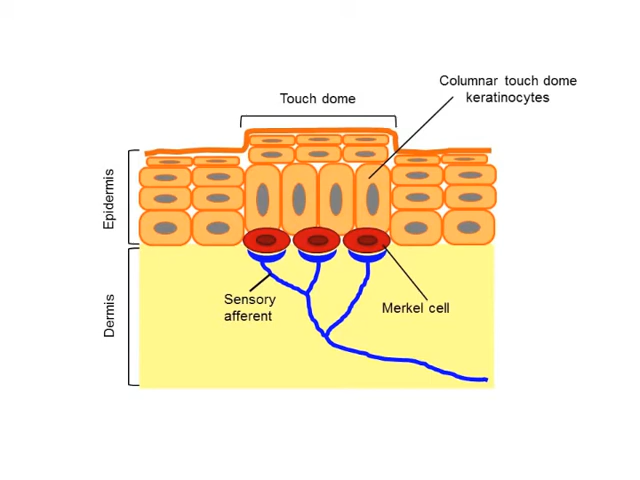 Columnar touch dome
keratinocytes
Touch dome
Epidermis
Dermis
Sensory
afferent
Merkel cell